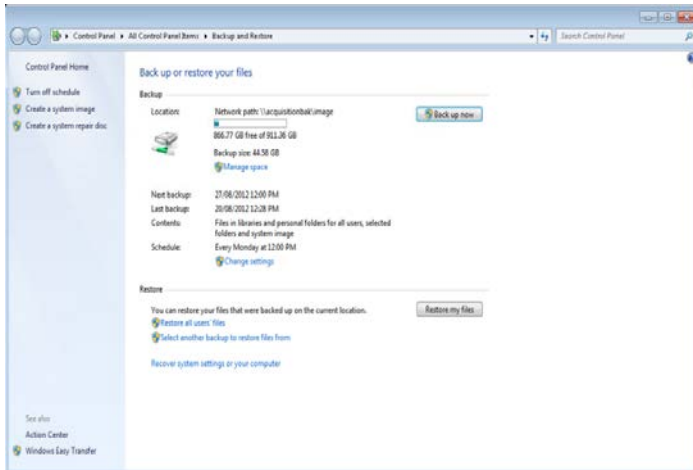 Control Panel ▸ All Control Panel Items ▸ Backup and Restore
Search Control Panel
Control Panel Home
Turn off schedule
Create a system image
Create a system repair disc
Back up or restore your files
Backup
Location:
Network path: \\acquisitionbak\image
866.77 GB free of 911.36 GB
Backup size: 44.58 GB
Manage space
Back up now
Next backup:
27/08/2012 12:00 PM
Last backup:
20/08/2012 12:28 PM
Contents:
Files in libraries and personal folders for all users, selected
folders and system image
Schedule:
Every Monday at 12:00 PM
Change settings
Restore
You can restore your files that were backed up on the current location.
Restore my files
Restore all users' files
Select another backup to restore files from
Recover system settings or your computer
See also
Action Center
Windows Easy Transfer